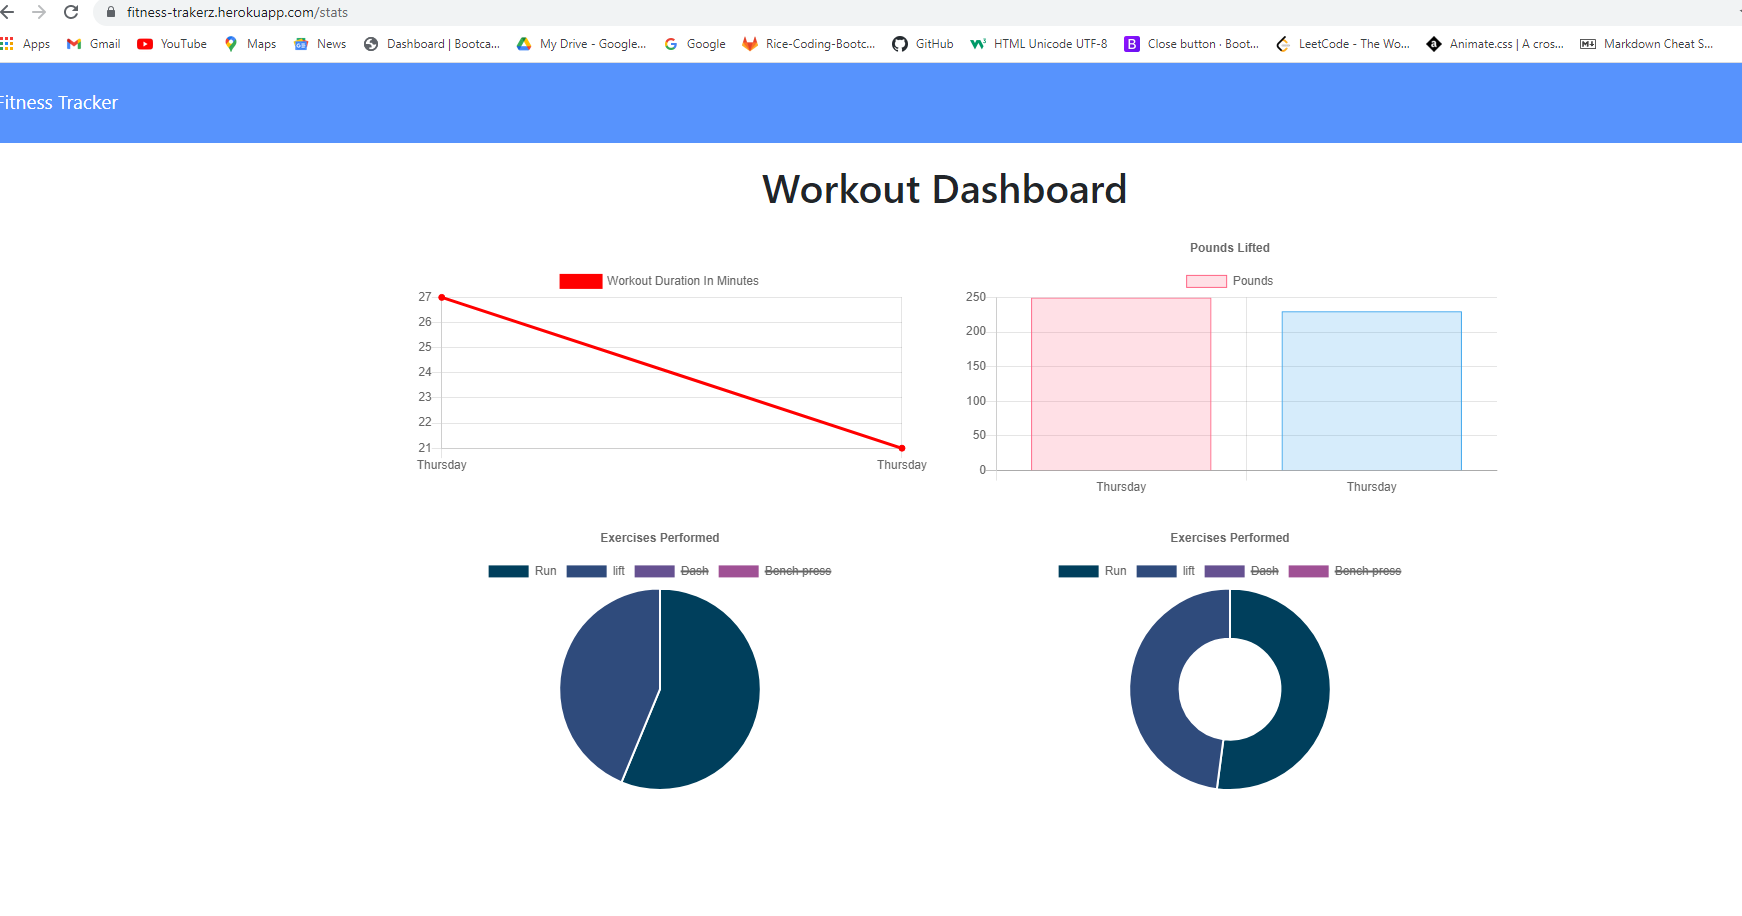 fitness-trakerz.herokuapp.com/stats
Apps Gmail YouTube Maps News Dashboard | Bootca... My Drive - Google... Google Rice-Coding-Bootc... GitHub HTML Unicode UTF-8 B Close button · Boot... LeetCode - The Wo... Animate.css | A cros... Markdown Cheat S...
Fitness Tracker
Workout Dashboard
Workout Duration In Minutes
27
26
25
24
23
22
21
Thursday Thursday
Pounds Lifted
Pounds
250
200
150
100
50
0
Thursday Thursday
Exercises Performed
Run lift Dash Bench press
Exercises Performed
Run lift Dash Bench press